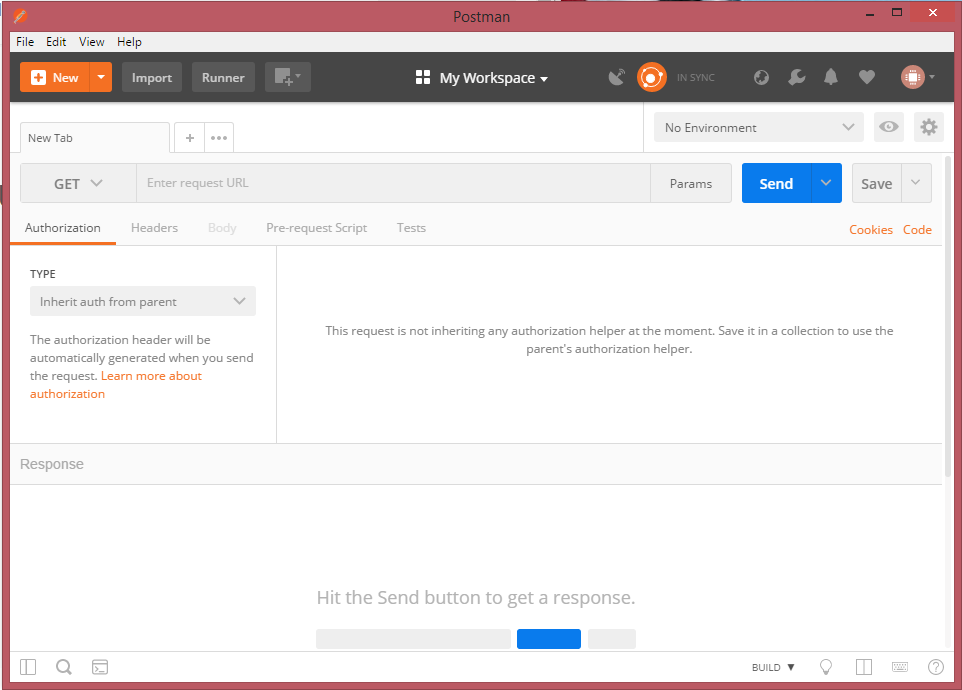 Postman
File Edit View Help
New Import Runner My Workspace IN SYNC
New Tab + ••• No Environment
GET Enter request URL Params Send Save
Authorization Headers Body Pre-request Script Tests Cookies Code
TYPE
Inherit auth from parent
The authorization header will be
automatically generated when you send
the request. Learn more about
authorization
This request is not inheriting any authorization helper at the moment. Save it in a collection to use the
parent's authorization helper.
Response
Hit the Send button to get a response.
BUILD ▼